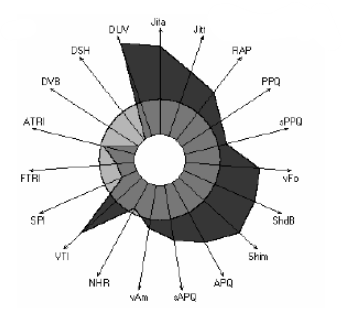 Jita
Jitt
RAP
PPQ
sPPQ
vFo
ShdB
Shim
APQ
sAPQ
vAm
NHR
VTI
SPI
FTRI
ATRI
DVB
DSH
DUV